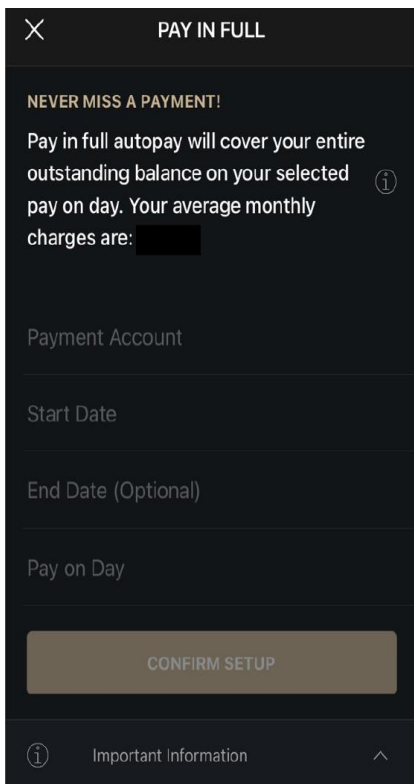 PAY IN FULL
NEVER MISS A PAYMENT!
Pay in full autopay will cover your entire
outstanding balance on your selected
pay on day. Your average monthly
charges are:
Payment Account
Start Date
End Date (Optional)
Pay on Day
CONFIRM SETUP
Important Information